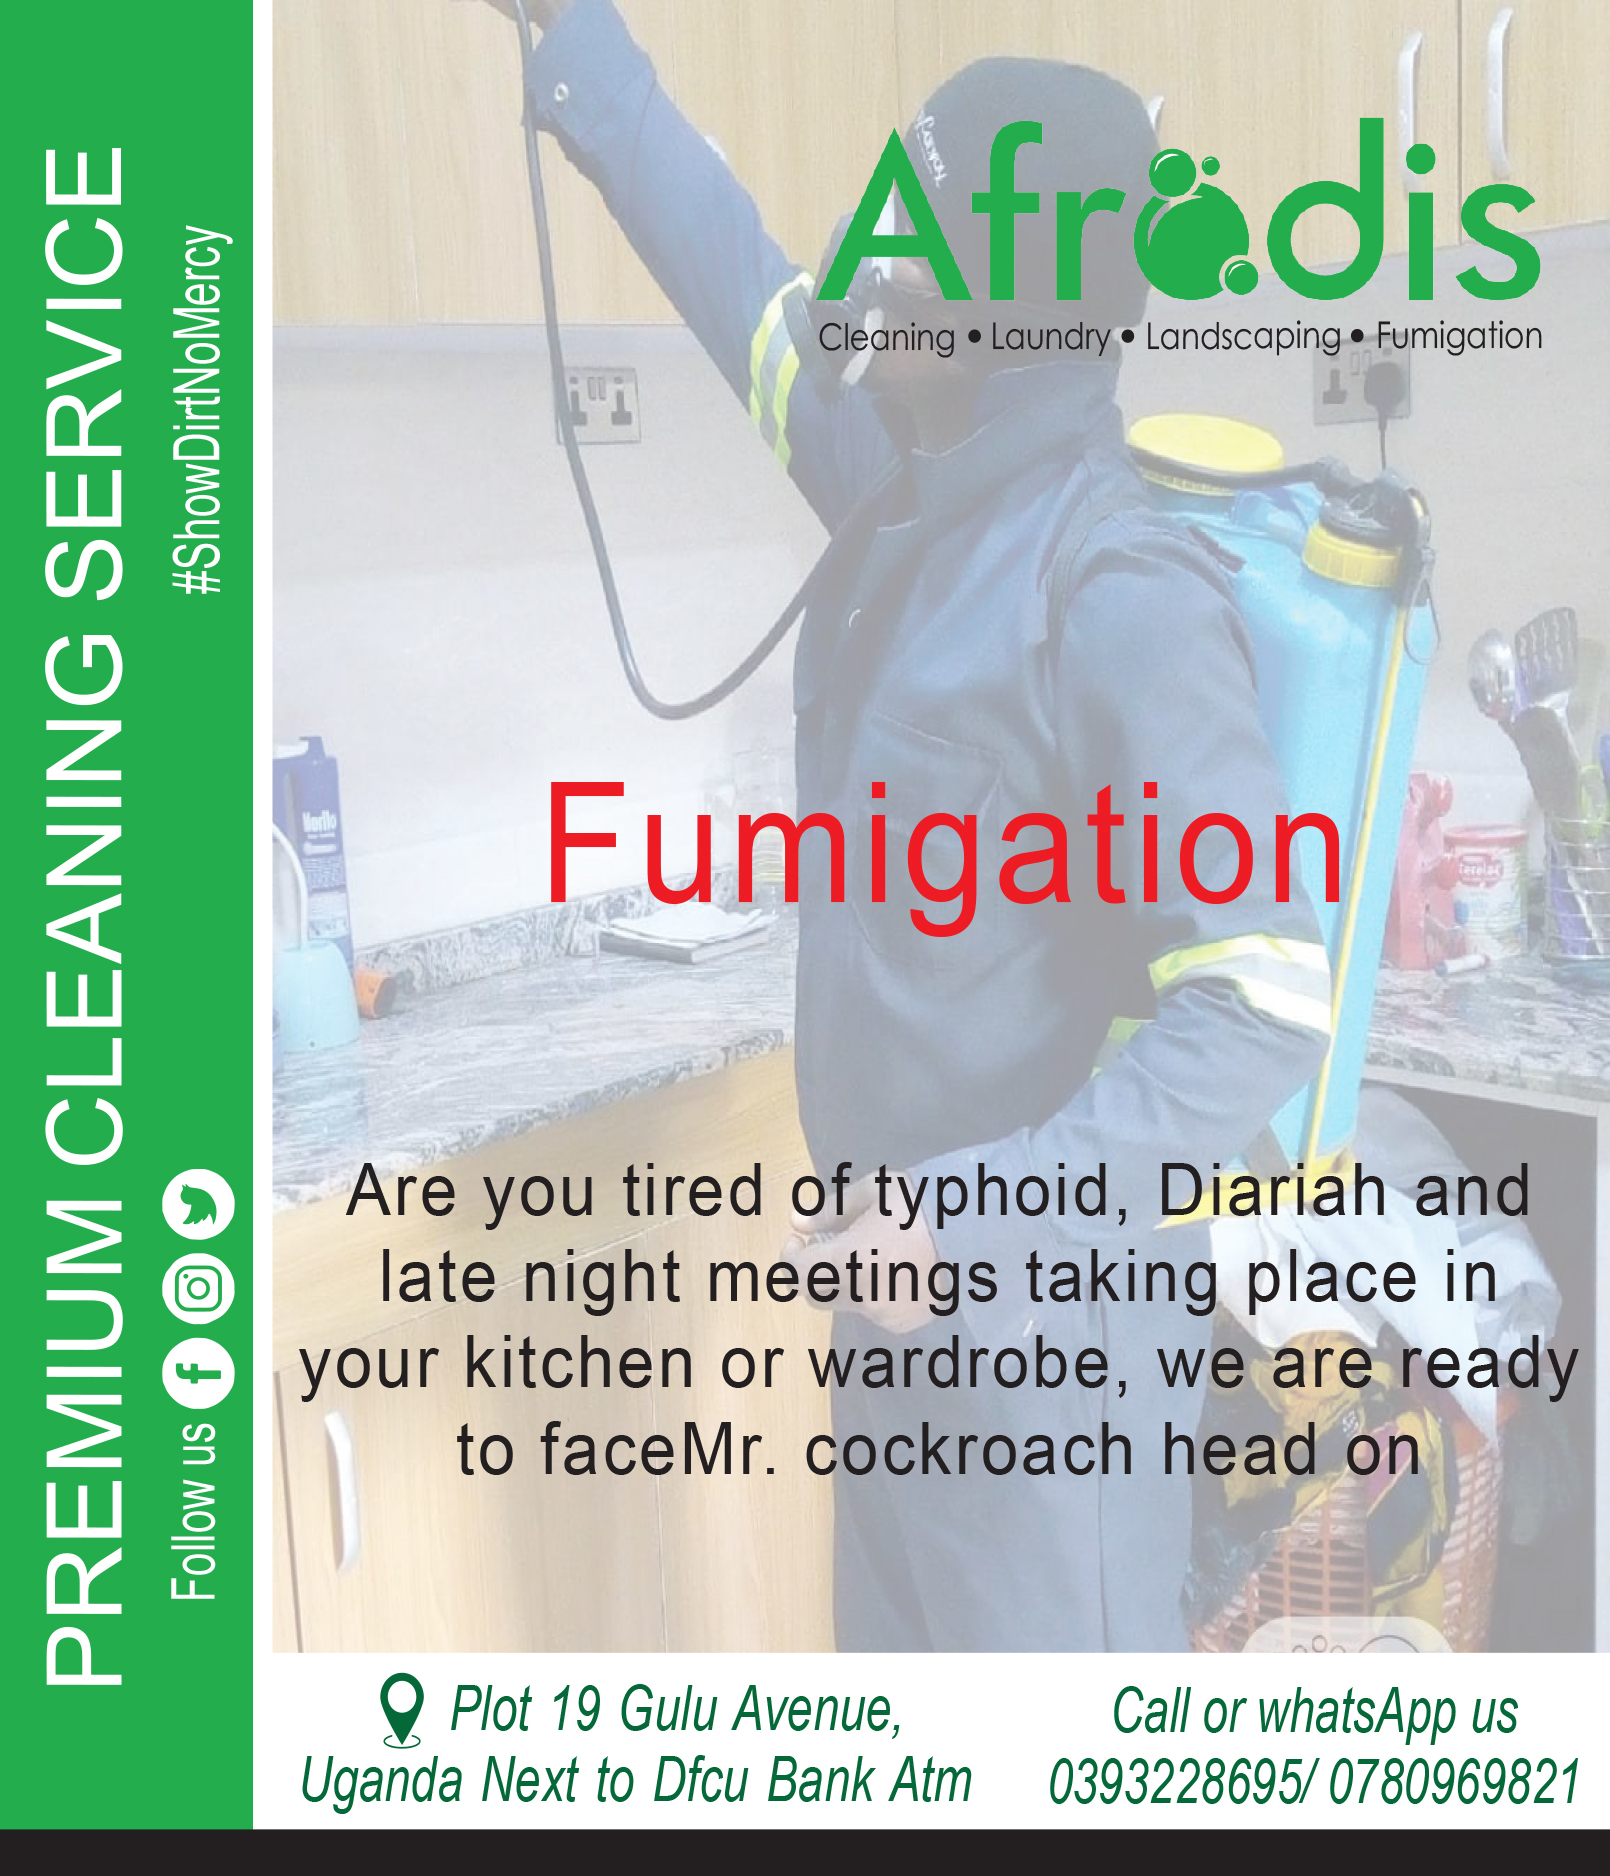 PREMIUM CLEANING SERVICE
#ShowDirtNoMercy
Follow us
Afrodis
Cleaning • Laundry • Landscaping • Fumigation
Fumigation
Are you tired of typhoid, Diariah and
late night meetings taking place in
your kitchen or wardrobe, we are ready
to faceMr. cockroach head on
Plot 19 Gulu Avenue,
Uganda Next to Dfcu Bank Atm
Call or whatsApp us
0393228695/ 0780969821